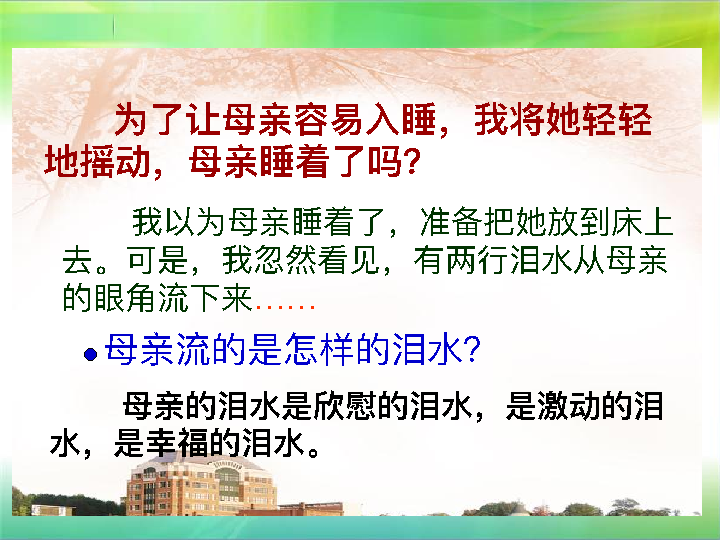 为了让母亲容易入睡，我将她轻轻
地摇动，母亲睡着了吗？
我以为母亲睡着了，准备把她放到床上
去。可是，我忽然看见，有两行泪水从母亲
的眼角流下来……
●母亲流的是怎样的泪水？
母亲的泪水是欣慰的泪水，是激动的泪
水，是幸福的泪水。